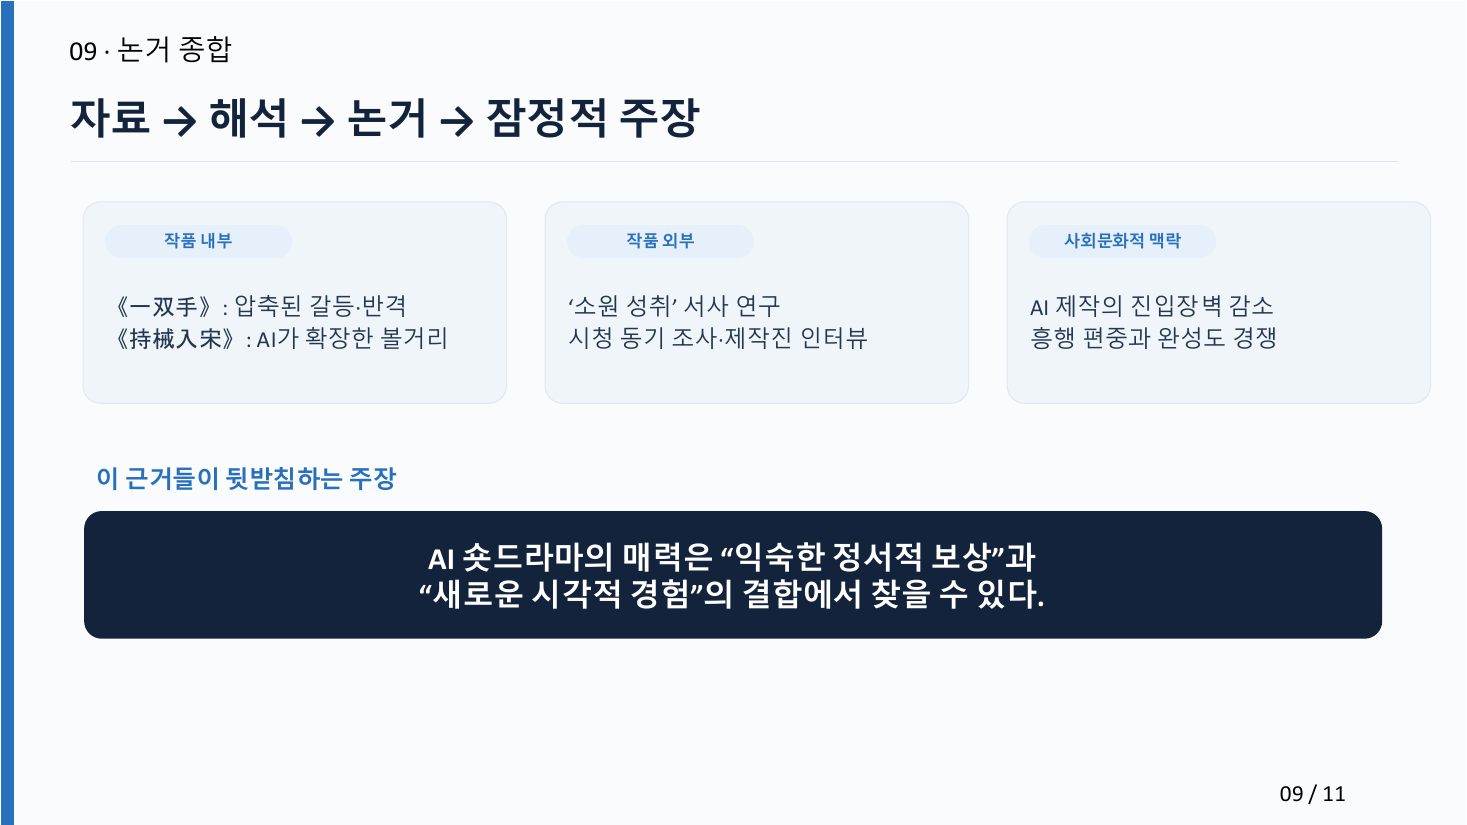 09 · 논거 종합
자료 → 해석 → 논거 → 잠정적 주장
작품 내부
《一双手》: 압축된 갈등·반격
《持械入宋》: AI가 확장한 볼거리
작품 외부
‘소원 성취’ 서사 연구
시청 동기 조사·제작진 인터뷰
사회문화적 맥락
AI 제작의 진입장벽 감소
흥행 편중과 완성도 경쟁
이 근거들이 뒷받침하는 주장
AI 숏드라마의 매력은 “익숙한 정서적 보상”과
“새로운 시각적 경험”의 결합에서 찾을 수 있다.
09 / 11